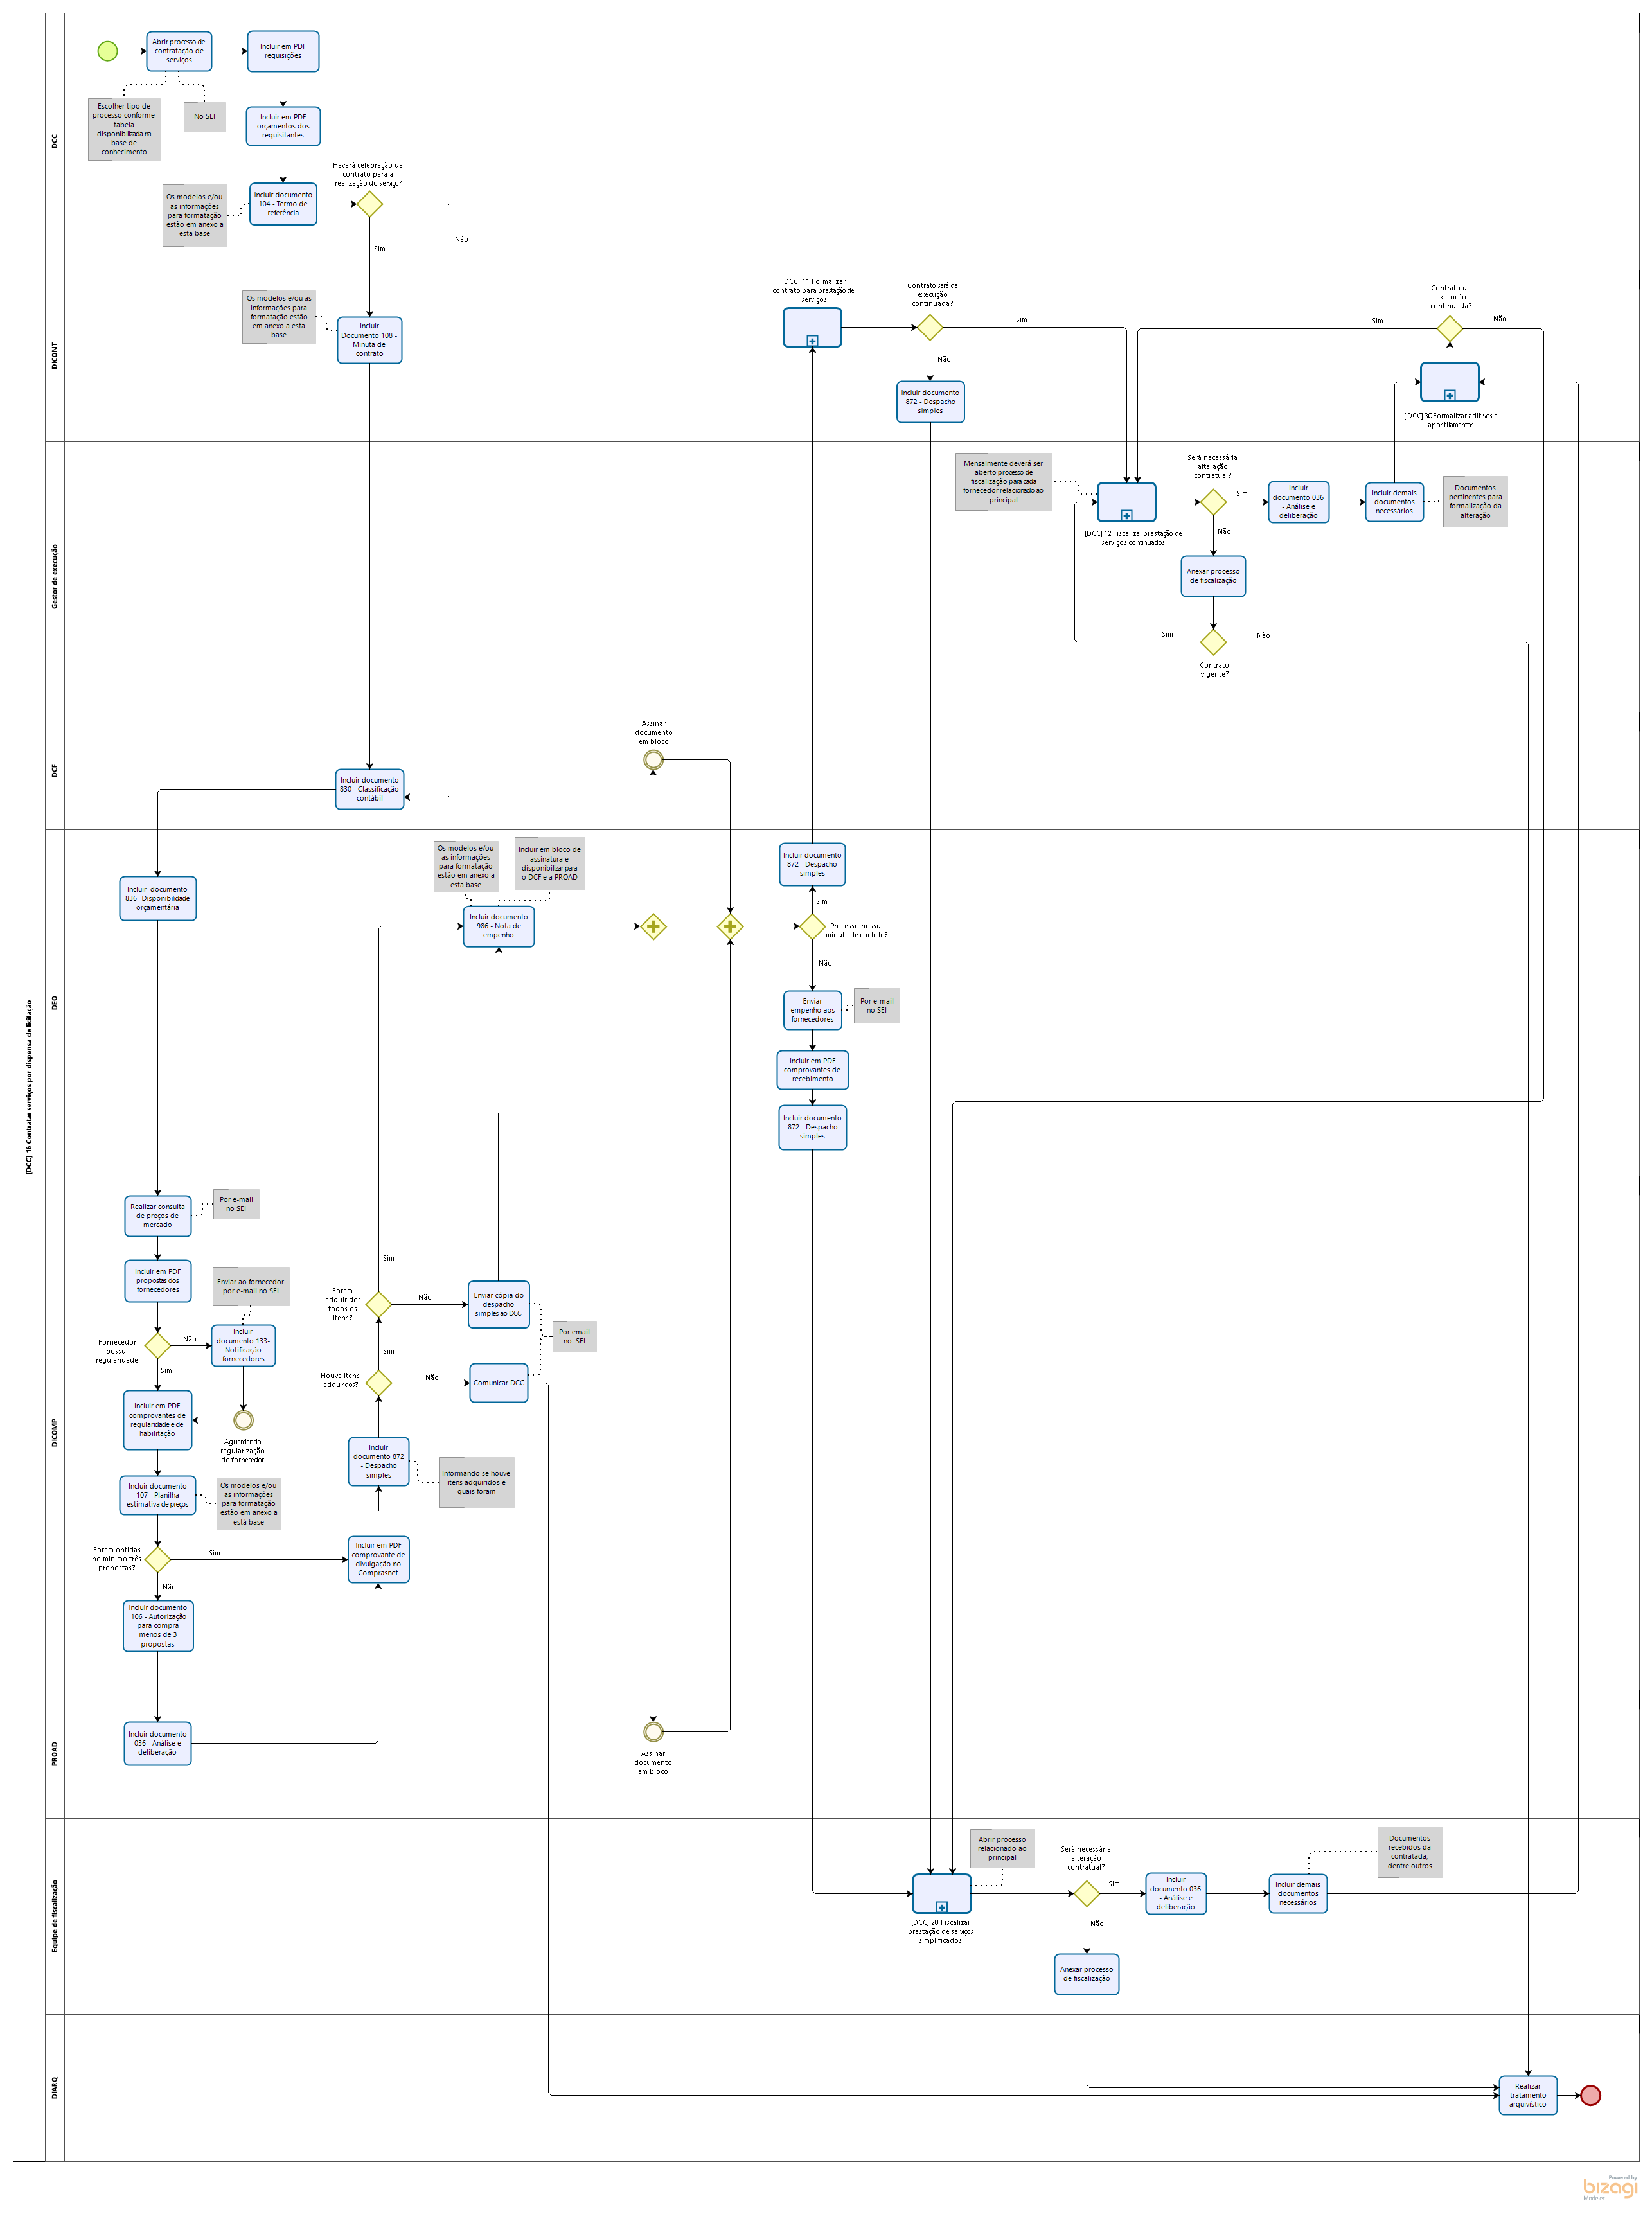 [DCC] 16 Contratar serviços por dispensa de licitação
DCC
Abrir processo de
contratação de
serviços
Incluir em PDF
requisições
Escolher tipo de
processo conforme
tabela
disponibilizada na
base de
conhecimento
No SEI
Incluir em PDF
orçamentos dos
requisitantes
Haverá celebração de
contrato para a
realização do serviço?
Os modelos e/ou
as informações
para formatação
estão em anexo a
esta base
Incluir documento
104 - Termo de
referência
Sim
Não
DICONT
Os modelos e/ou as
informações para
formatação estão
em anexo a esta
base
Incluir
Documento 108 -
Minuta de
contrato
[DCC] 11 Formalizar
contrato para prestação de
serviços
Contrato será de
execução
continuada?
Sim
Não
Incluir documento
872 - Despacho
simples
Contrato de
execução
continuada?
Sim
Não
[DCC] 30 Formalizar aditivos e
apostilamentos
Gestor de execução
Mensalmente deverá ser
aberto processo de
fiscalização para cada
fornecedor relacionado ao
principal
[DCC] 12 Fiscalizar prestação de
serviços continuados
Será necessária
alteração
contratual?
Sim
Não
Incluir
documento 036
- Análise e
deliberação
Incluir demais
documentos
necessários
Documentos
pertinentes para
formalização da
alteração
Anexar processo
de fiscalização
Sim
Não
Contrato
vigente?
DCF
Incluir documento
830 - Classificação
contábil
Assinar
documento
em bloco
DEO
Incluir documento
836 - Disponibilidade
orçamentária
Os modelos e/ou
as informações
para formatação
estão em anexo a
esta base
Incluir em bloco de
assinatura e
disponibilizar para
o DCF e a PROAD
Incluir documento
986 - Nota de
empenho
Incluir documento
872 - Despacho
simples
Sim
Processo possui
minuta de contrato?
Não
Enviar
empenho aos
fornecedores
Por e-mail
no SEI
Incluir em PDF
comprovantes de
recebimento
Incluir documento
872 - Despacho
simples
DICOMP
Realizar consulta
de preços de
mercado
Por e-mail
no SEI
Incluir em PDF
propostas dos
fornecedores
Enviar ao fornecedor
por e-mail no SEI
Fornecedor
possui
regularidade
Não
Sim
Incluir
documento 133-
Notificação
fornecedores
Incluir em PDF
comprovantes de
regularidade e de
habilitação
Aguardando
regularização
do fornecedor
Incluir documento
107 - Planilha
estimativa de preços
Os modelos e/ou
as informações
para formatação
estão em anexo a
está base
Foram obtidas
no mínimo três
propostas?
Sim
Não
Incluir documento
106 - Autorização
para compra
menos de 3
propostas
Sim
Foram
adquiridos
todos os
itens?
Não
Enviar cópia do
despacho
simples ao DCC
Por email
no SEI
Sim
Houve itens
adquiridos?
Não
Comunicar DCC
Incluir
documento 872
- Despacho
simples
Informando se houve
itens adquiridos e
quais foram
Incluir em PDF
comprovante de
divulgação no
Comprasnet
PROAD
Incluir documento
036 - Análise e
deliberação
Assinar
documento
em bloco
Equipe de fiscalização
Abrir processo
relacionado ao
principal
[DCC] 28 Fiscalizar
prestação de serviços
simplificados
Será necessária
alteração
contratual?
Sim
Não
Incluir
documento 036
- Análise e
deliberação
Incluir demais
documentos
necessários
Documentos
recebidos da
contratada,
dentre outros
Anexar processo
de fiscalização
DIARQ
Realizar
tratamento
arquivístico
Powered by
bizagi
Modeler